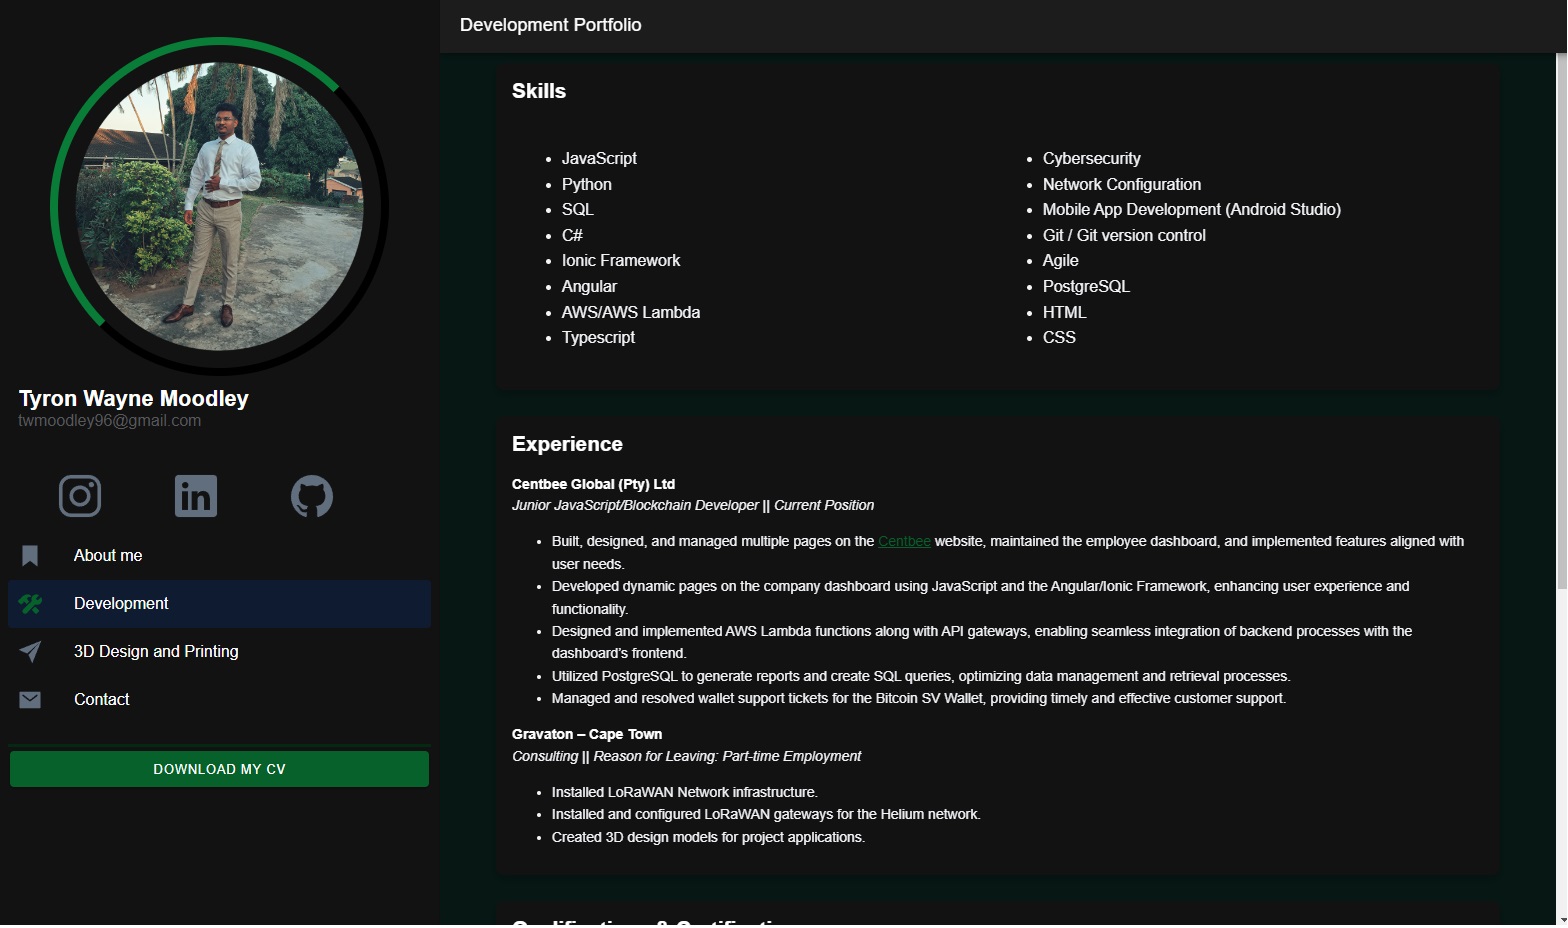 Development Portfolio
Tyron Wayne Moodley
twmoodley96@gmail.com
About me
Development
3D Design and Printing
Contact
DOWNLOAD MY CV
Skills
JavaScript
Python
SQL
C#
Ionic Framework
Angular
AWS/AWS Lambda
Typescript
Cybersecurity
Network Configuration
Mobile App Development (Android Studio)
Git / Git version control
Agile
PostgreSQL
HTML
CSS
Experience
Centbee Global (Pty) Ltd
Junior JavaScript/Blockchain Developer || Current Position
Built, designed, and managed multiple pages on the Centbee website, maintained the employee dashboard, and implemented features aligned with
user needs.
Developed dynamic pages on the company dashboard using JavaScript and the Angular/Ionic Framework, enhancing user experience and
functionality.
Designed and implemented AWS Lambda functions along with API gateways, enabling seamless integration of backend processes with the
dashboard's frontend.
Utilized PostgreSQL to generate reports and create SQL queries, optimizing data management and retrieval processes.
Managed and resolved wallet support tickets for the Bitcoin SV Wallet, providing timely and effective customer support.
Gravaton – Cape Town
Consulting || Reason for Leaving: Part-time Employment
Installed LoRaWAN Network infrastructure.
Installed and configured LoRaWAN gateways for the Helium network.
Created 3D design models for project applications.